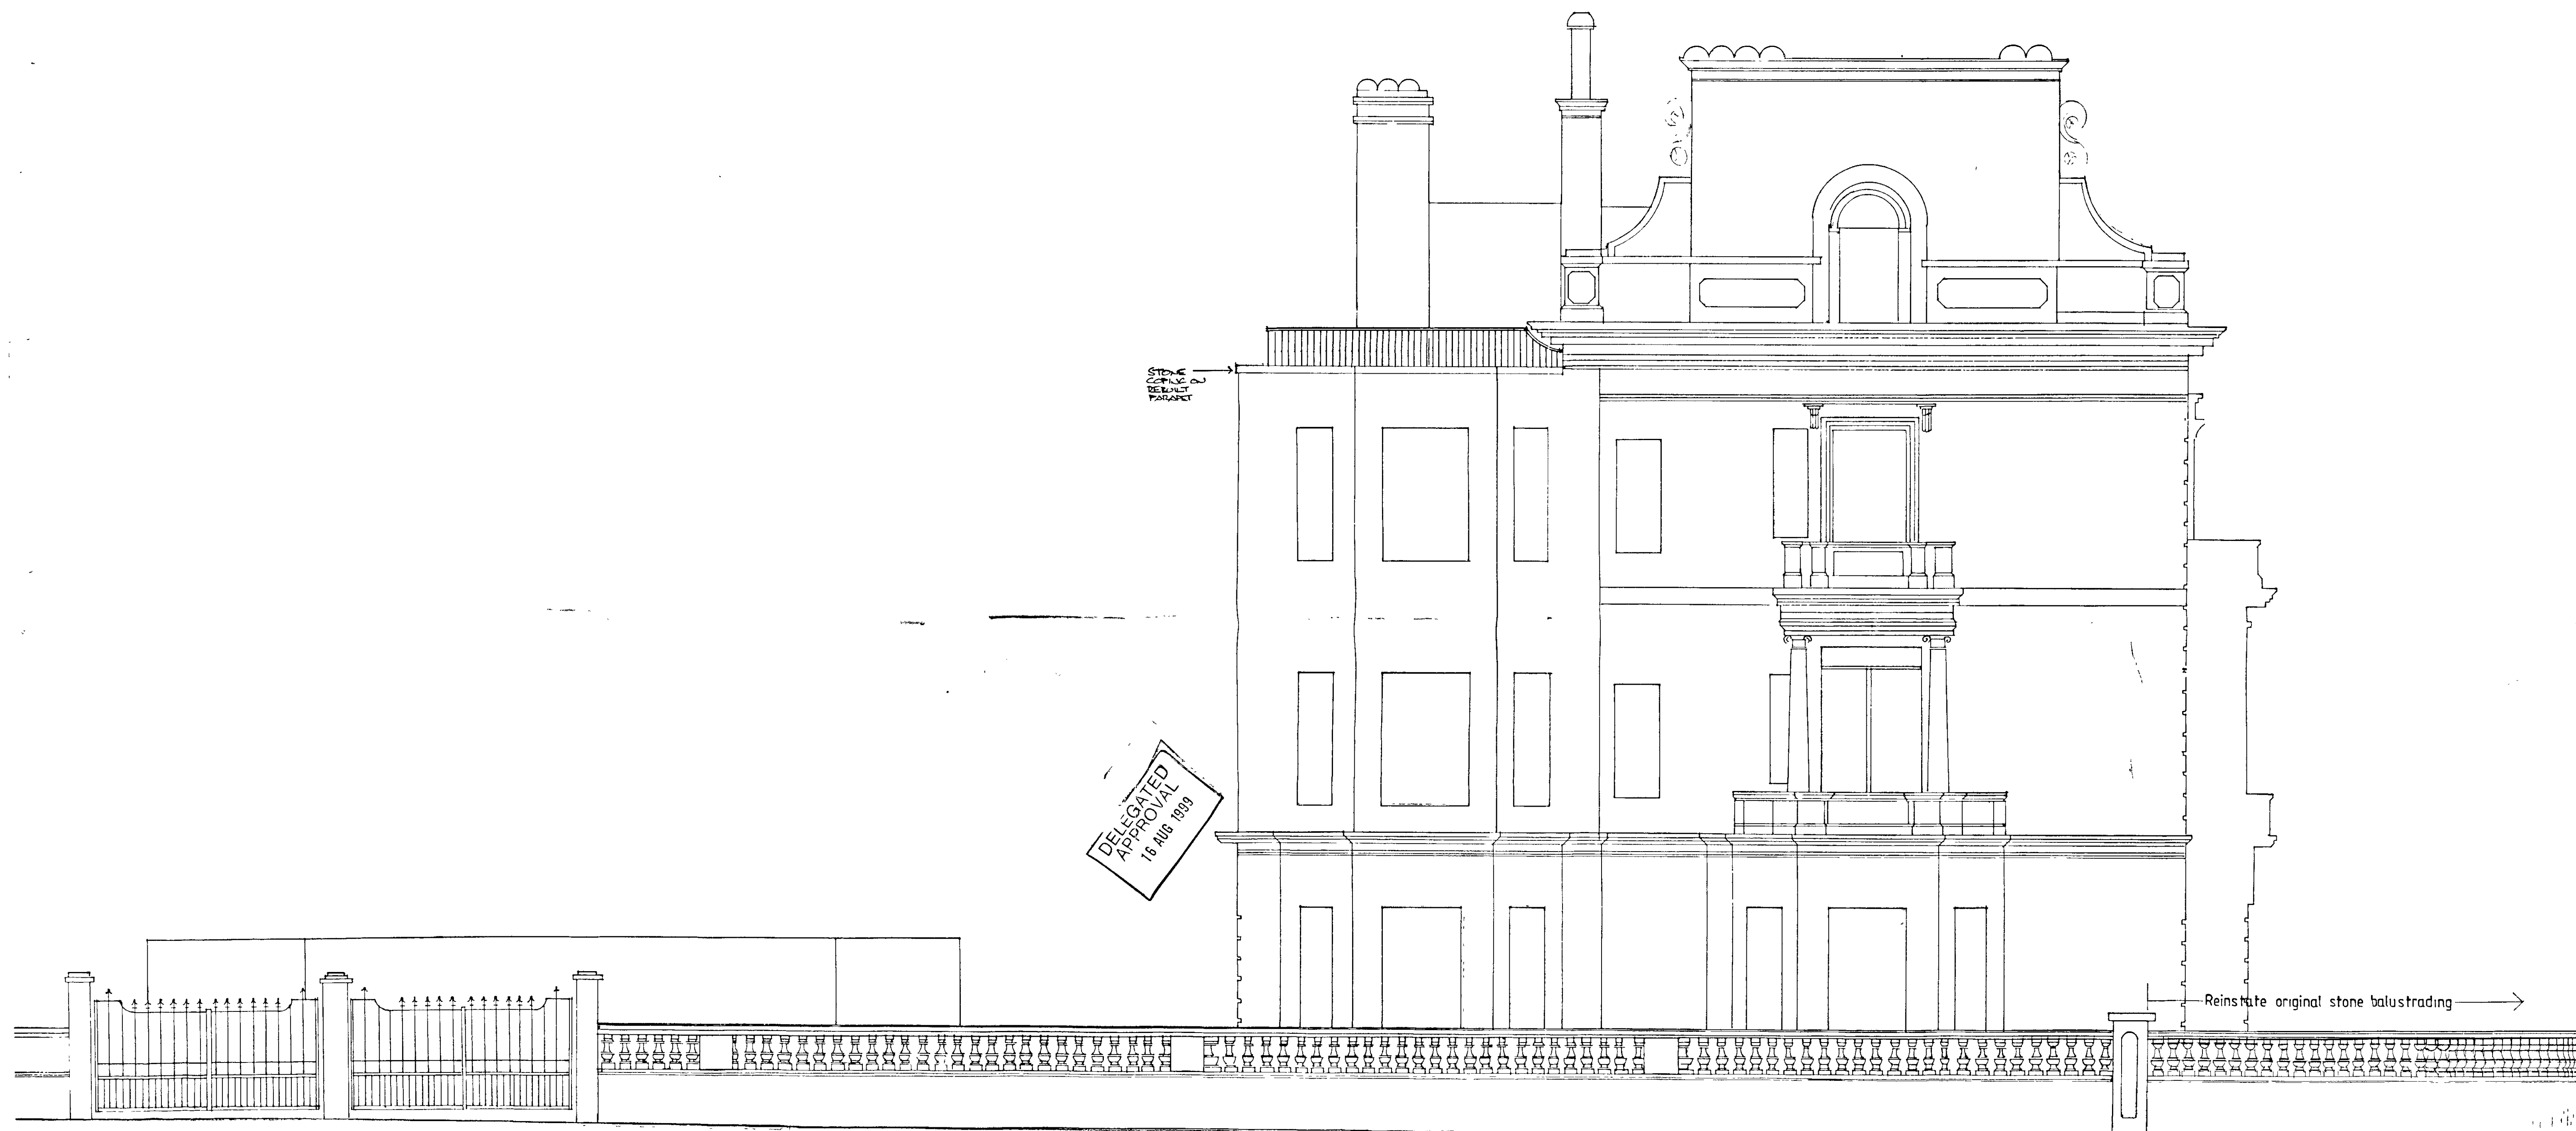 STONE
COPING ON
REBUILT
PARAPET
DELEGATED
APPROVAL
16 AUG 1999
Reinstate original stone balustrading